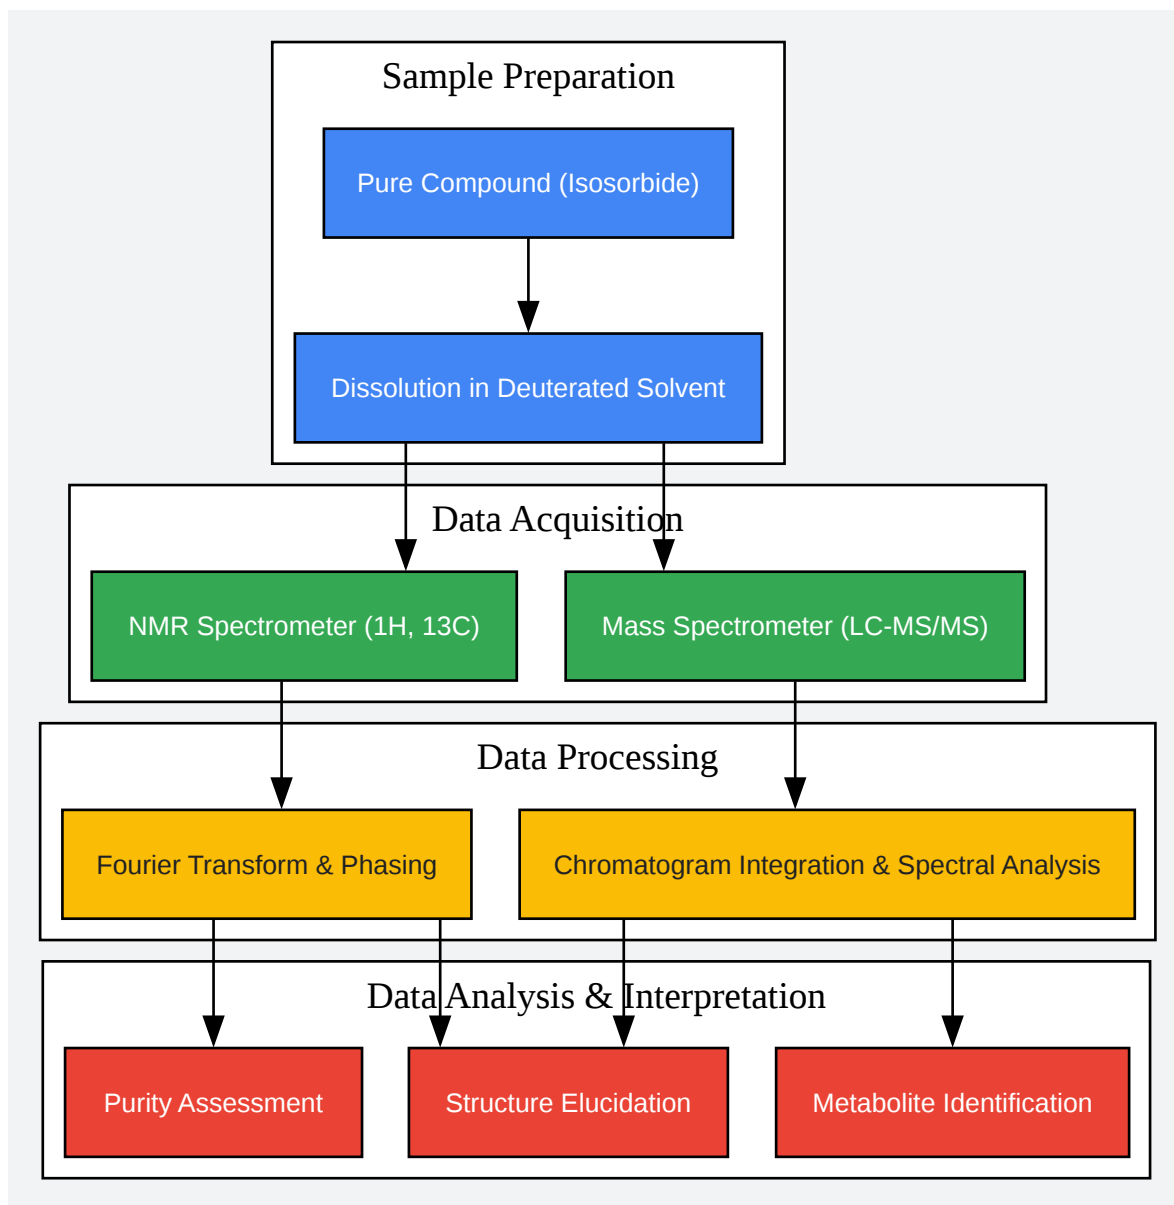 Sample Preparation
Pure Compound (Isosorbide)
Dissolution in Deuterated Solvent
Data Acquisition
NMR Spectrometer (1H, 13C)
Mass Spectrometer (LC-MS/MS)
Data Processing
Fourier Transform & Phasing
Chromatogram Integration & Spectral Analysis
Data Analysis & Interpretation
Purity Assessment
Structure Elucidation
Metabolite Identification